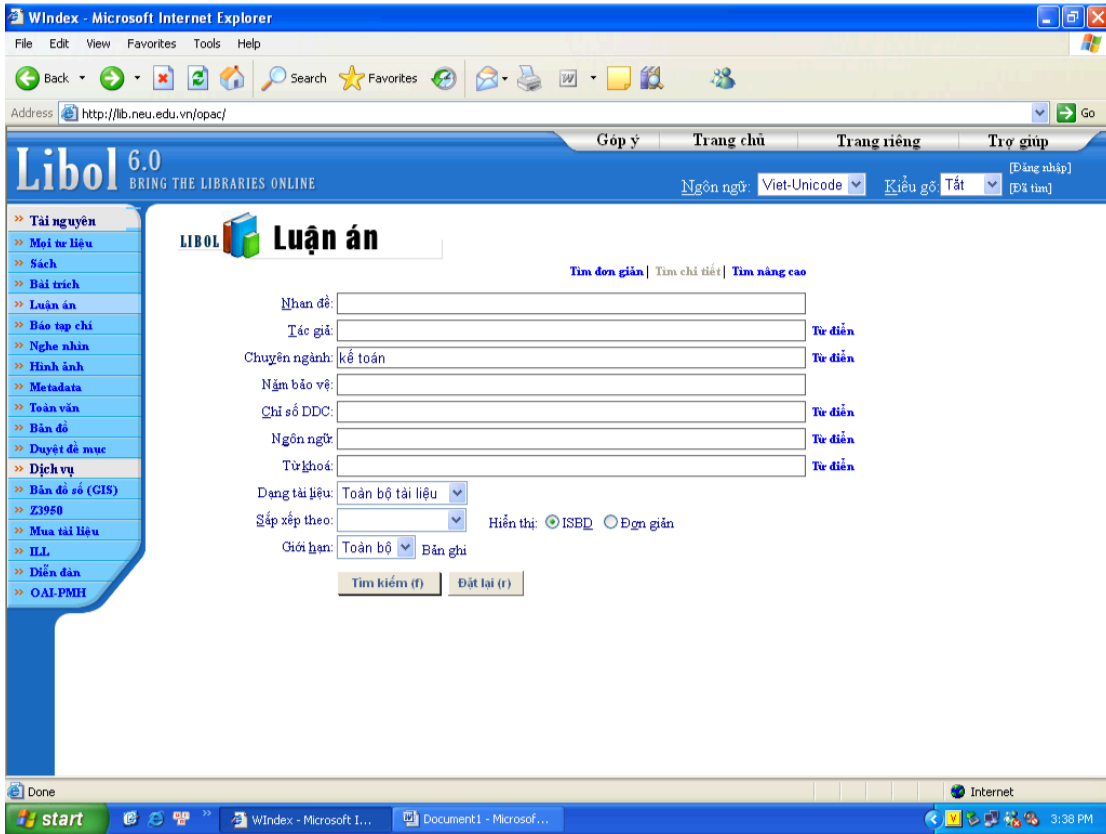 WIndex - Microsoft Internet Explorer
File Edit View Favorites Tools Help
Back Search Favorites
Address http://lib.neu.edu.vn/opac/ Go
Góp ý Trang chủ Trang riêng Trợ giúp
Libol 6.0
BRING THE LIBRARIES ONLINE
Ngôn ngữ: Viet-Unicode Kiểu gõ: Tắt
[Đăng nhập]
[Đã tìm]
Tài nguyên
Mọi tư liệu
Sách
Bài trích
Luận án
Báo tạp chí
Nghe nhìn
Hình ảnh
Metadata
Toàn văn
Bản đồ
Duyệt đề mục
Dịch vụ
Bản đồ số (GIS)
Z3950
Mua tài liệu
ILL
Diễn đàn
OAI-PMH
LIBOL Luận án
Tìm đơn giản | Tìm chi tiết | Tìm nâng cao
Nhan đề:
Tác giả: Từ điển
Chuyên ngành: kế toán Từ điển
Năm bảo vệ:
Chỉ số DDC: Từ điển
Ngôn ngữ: Từ điển
Từ khoá: Từ điển
Dạng tài liệu: Toàn bộ tài liệu
Sắp xếp theo: Hiển thị: ISBD Đơn giản
Giới hạn: Toàn bộ Bản ghi
Tìm kiếm (f) Đặt lại (r)
Done Internet
start WIndex - Microsoft I... Document1 - Microsof... 3:38 PM